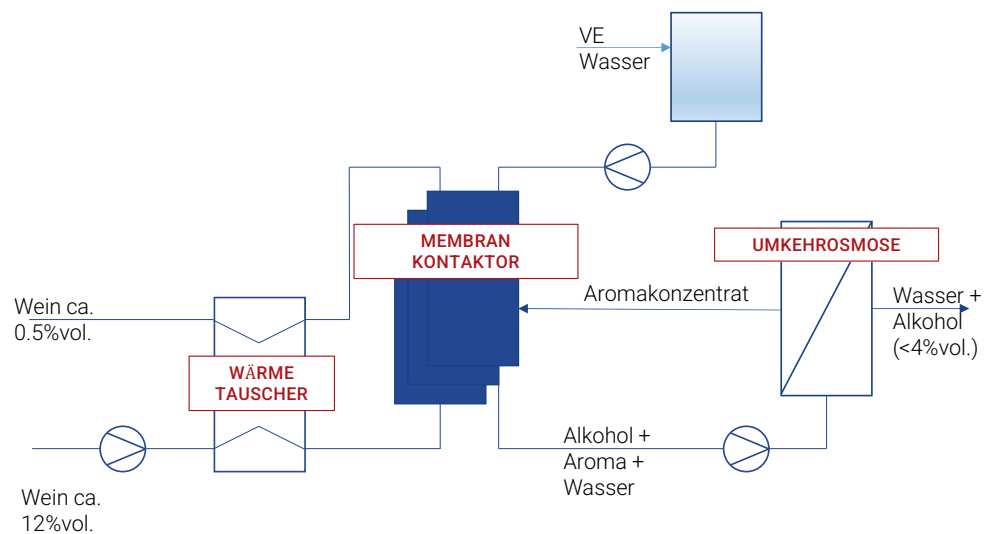 VE
Wasser
MEMBRAN
KONTAKTOR
UMKEHROSMOSE
Aromakonzentrat
Wasser +
Alkohol
(<4%vol.)
Wein ca.
0.5%vol.
WÄRME
TAUSCHER
Alkohol +
Aroma +
Wasser
Wein ca.
12%vol.